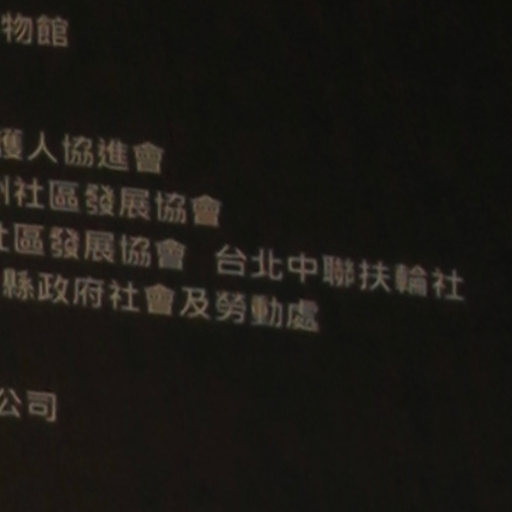 物館
護人協進會
洲社區發展協會
社區發展協會 台北中聯扶輪社
縣政府社會及勞動處
公司